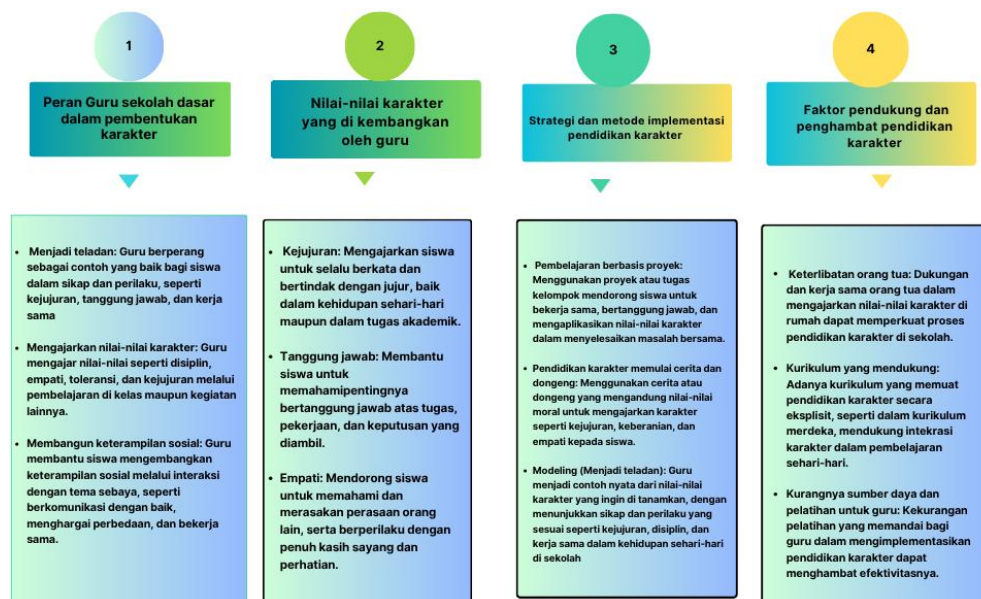 1
Peran Guru sekolah dasar
dalam pembentukan
karakter
• Menjadi teladan: Guru berperang
sebagai contoh yang baik bagi siswa
dalam sikap dan perilaku, seperti
kejujuran, tanggung jawab, dan kerja
sama
• Mengajarkan nilai-nilai karakter: Guru
mengajar nilai-nilai seperti disiplin,
empati, toleransi, dan kejujuran melalui
pembelajaran di kelas maupun kegiatan
lainnya.
• Membangun keterampilan sosial: Guru
membantu siswa mengembangkan
keterampilan sosial melalui interaksi
dengan tema sebaya, seperti
berkomunikasi dengan baik,
menghargai perbedaan, dan bekerja
sama.
2
Nilai-nilai karakter
yang di kembangkan
oleh guru
• Kejujuran: Mengajarkan siswa
untuk selalu berkata dan
bertindak dengan jujur, baik
dalam kehidupan sehari-hari
maupun dalam tugas akademik.
• Tanggung jawab: Membantu
siswa untuk
memahamipentingnya
bertanggung jawab atas tugas,
pekerjaan, dan keputusan yang
diambil.
• Empati: Mendorong siswa
untuk memahami dan
merasakan perasaan orang
lain, serta berperilaku dengan
penuh kasih sayang dan
perhatian.
3
Strategi dan metode implementasi
pendidikan karakter
• Pembelajaran berbasis proyek:
Menggunakan proyek atau tugas
kelompok mendorong siswa untuk
bekerja sama, bertanggung jawab, dan
mengaplikasikan nilai-nilai karakter
dalam menyelesaikan masalah bersama.
• Pendidikan karakter memulai cerita dan
dongeng: Menggunakan cerita atau
dongeng yang mengandung nilai-nilai
moral untuk mengajarkan karakter
seperti kejujuran, keberanian, dan
empati kepada siswa.
• Modeling (Menjadi teladan): Guru
menjadi contoh nyata dari nilai-nilai
karakter yang ingin di tanamkan, dengan
menunjukkan sikap dan perilaku yang
sesuai seperti kejujuran, disiplin, dan
kerja sama dalam kehidupan sehari-hari
di sekolah
4
Faktor pendukung dan
penghambat pendidikan
karakter
• Keterlibatan orang tua: Dukungan
dan kerja sama orang tua dalam
mengajarkan nilai-nilai karakter di
rumah dapat memperkuat proses
pendidikan karakter di sekolah.
• Kurikulum yang mendukung:
Adanya kurikulum yang memuat
pendidikan karakter secara
eksplisit, seperti dalam kurikulum
merdeka, mendukung intekrasi
karakter dalam pembelajaran
sehari-hari.
• Kurangnya sumber daya dan
pelatihan untuk guru: Kekurangan
pelatihan yang memandai bagi
guru dalam mengimplementasikan
pendidikan karakter dapat
menghambat efektivitasnya.